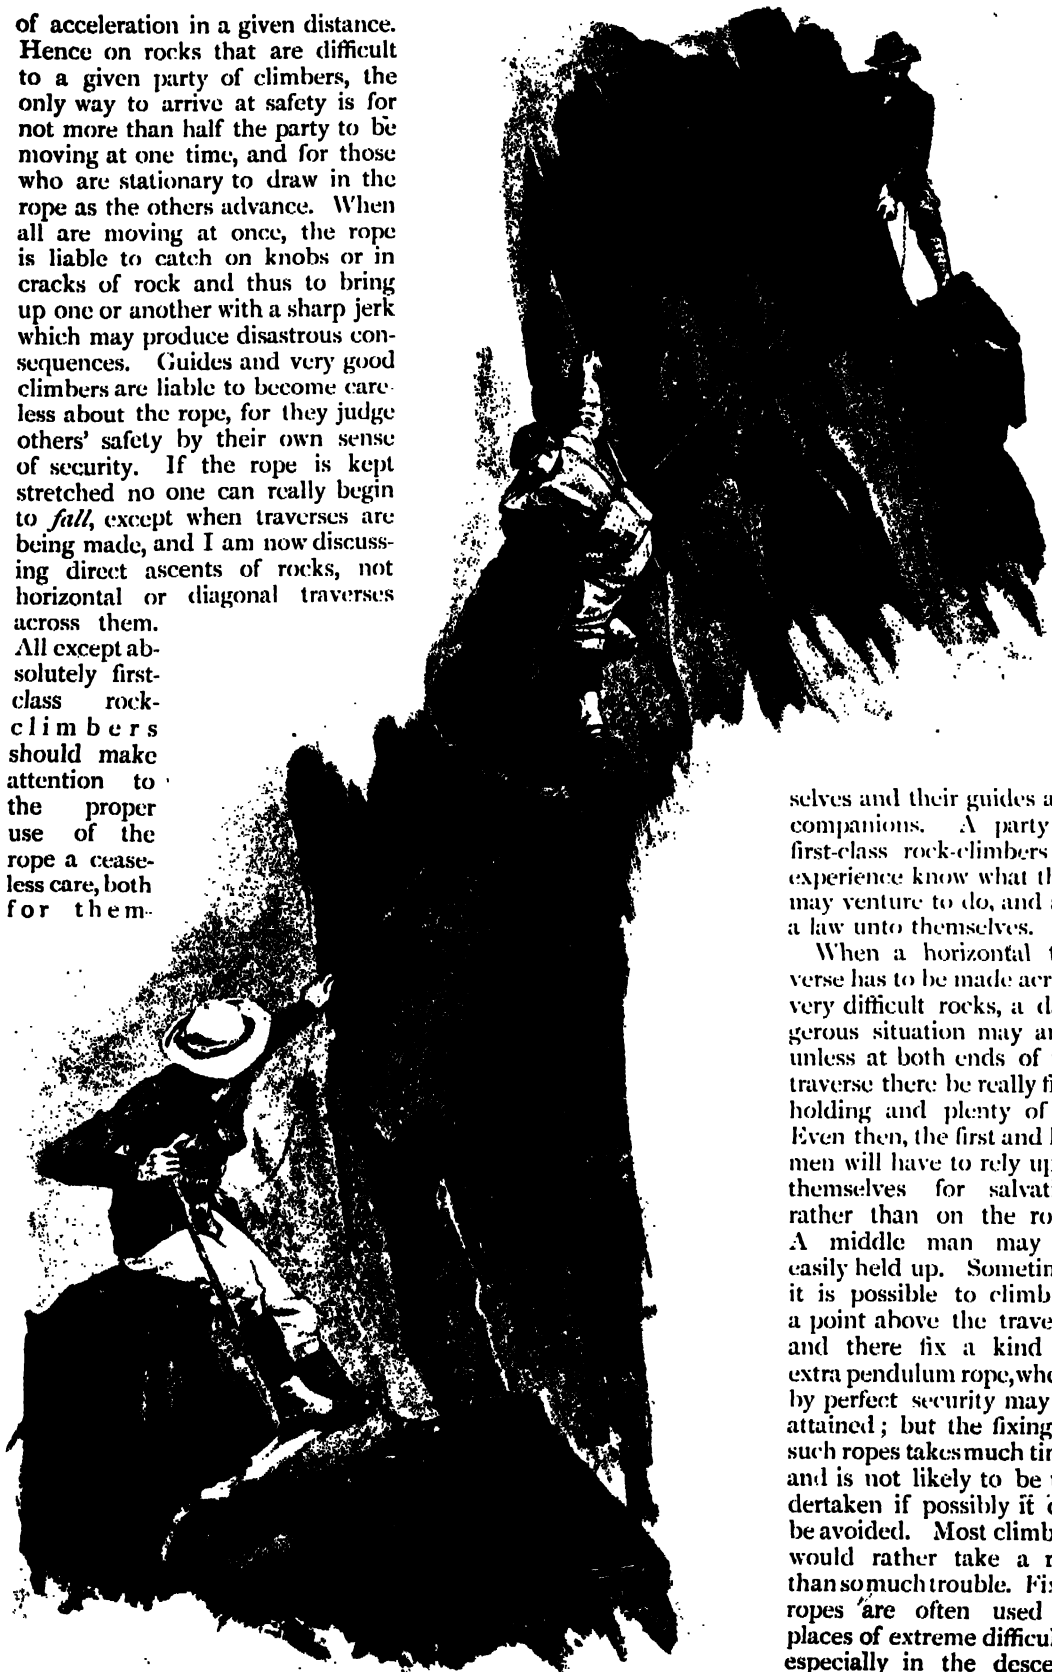 of acceleration in a given distance.
Hence on rocks that are difficult
to a given party of climbers, the
only way to arrive at safety is for
not more than half the party to be
moving at one time, and for those
who are stationary to draw in the
rope as the others advance. When
all are moving at once, the rope
is liable to catch on knobs or in
cracks of rock and thus to bring
up one or another with a sharp jerk
which may produce disastrous con-
sequences. Guides and very good
climbers are liable to become care-
less about the rope, for they judge
others' safety by their own sense
of security. If the rope is kept
stretched no one can really begin
to fall, except when traverses are
being made, and I am now discuss-
ing direct ascents of rocks, not
horizontal or diagonal traverses
across them.
All except ab-
solutely first-
class rock-
climbers
should make
attention to
the proper
use of the
rope a cease-
less care, both
for them-
selves and their guides
companions. A party
first-class rock-climbers
experience know what
may venture to do, and
a law unto themselves.
When a horizontal
verse has to be made
very difficult rocks, a
gerous situation may
unless at both ends of
traverse there be really
holding and plenty of
Even then, the first and
men will have to rely
themselves for
rather than on the
A middle man may
easily held up.
it is possible to climb
a point above the
and there fix a kind
extra pendulum rope,
by perfect security may
attained; but the fixing
such ropes takes much
and is not likely to be
dertaken if possibly it
be avoided. Most
would rather take a
than so much trouble.
ropes are often used
places of extreme
especially in the